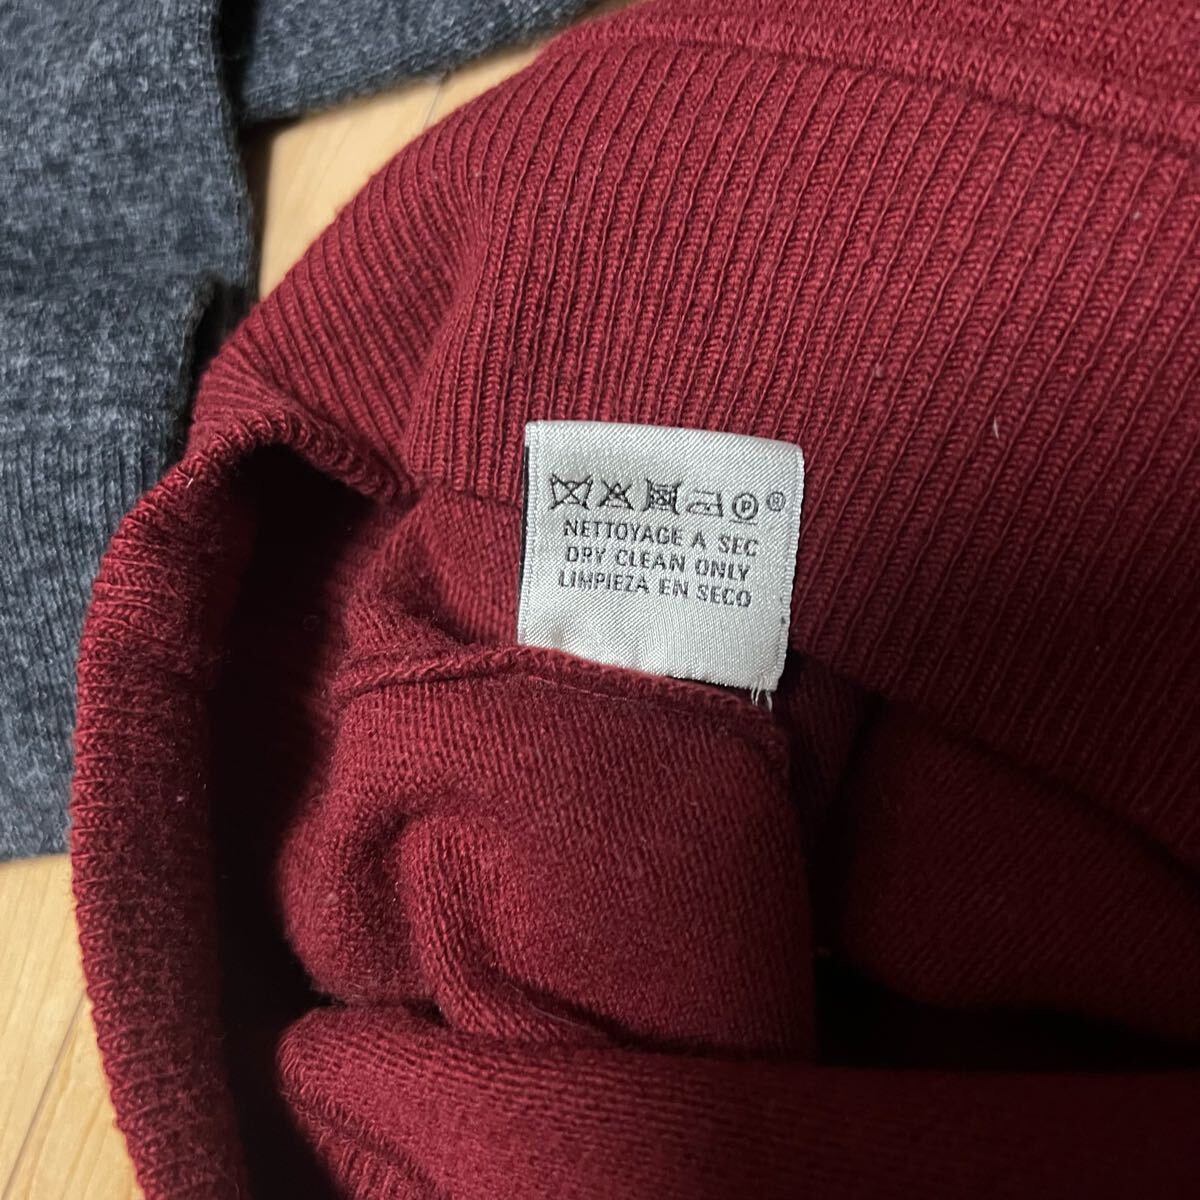 P ®
NETTOYAGE A SEC
DRY CLEAN ONLY
LIMPIEZA EN SECO